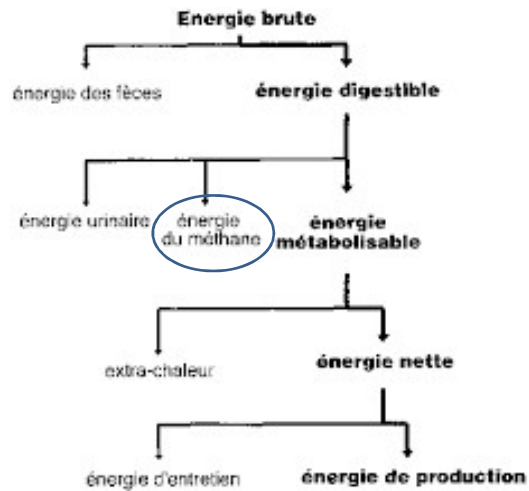 Energie brute
énergie des fèces
énergie digestible
énergie urinaire
énergie
du méthane
énergie
métabolisable
extra-chaleur
énergie nette
énergie d'entretien
énergie de production